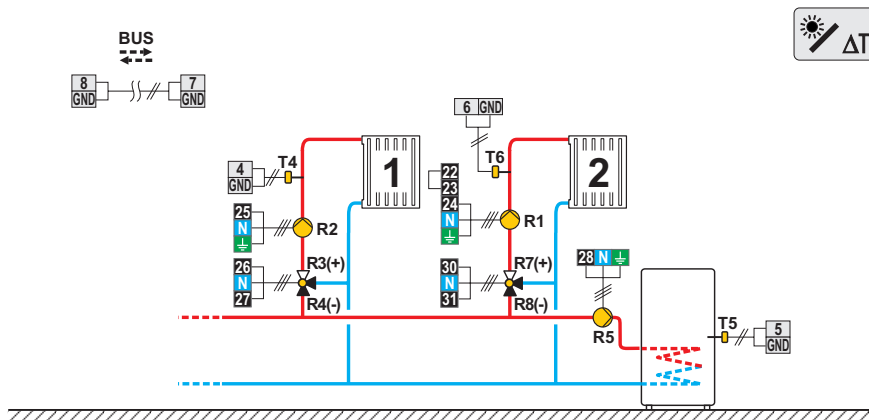 BUS
ΔT
8
GND
7
GND
6 GND
4
GND
T4
1
22
23
24
N
T6
2
25
N
R2
R1
26
N
27
R3(+)
R4(-)
30
N
31
R7(+)
R8(-)
28 N
R5
T5
5
GND